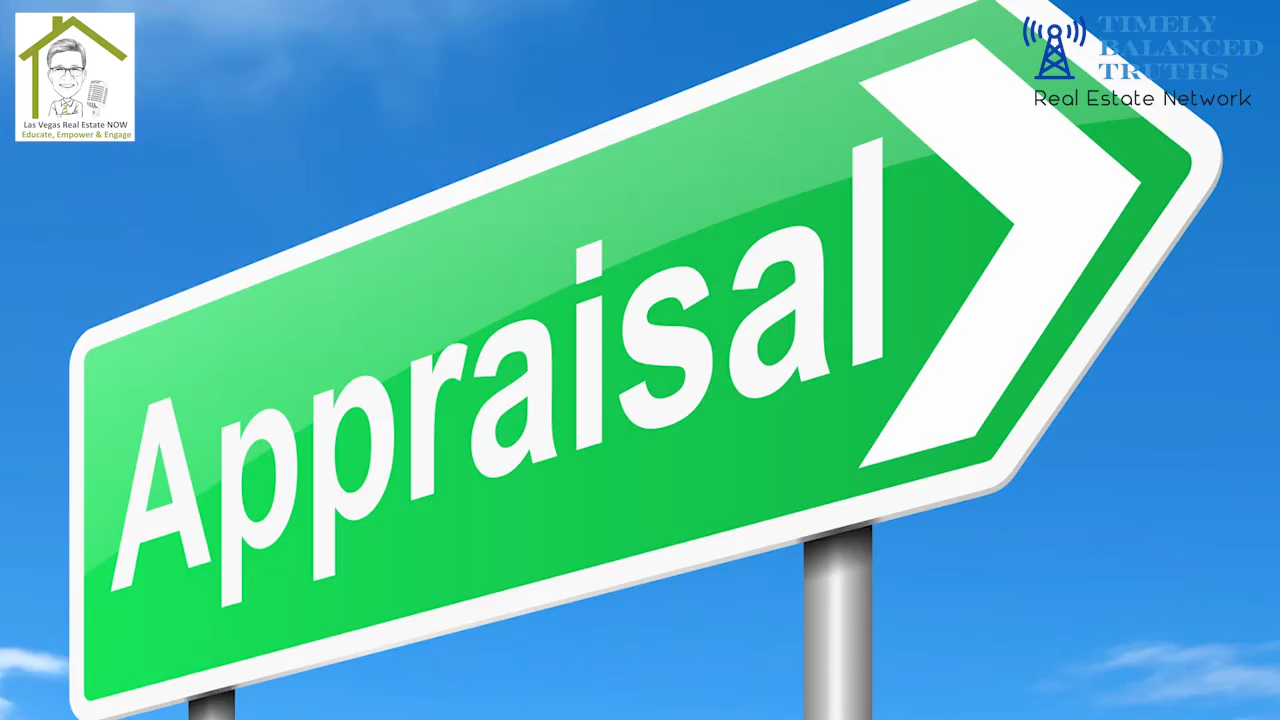 Las Vegas Real Estate NOW
Educate, Empower & Engage
TIMELY
BALANCED
TRUTHS
Real Estate Network
Appraisal